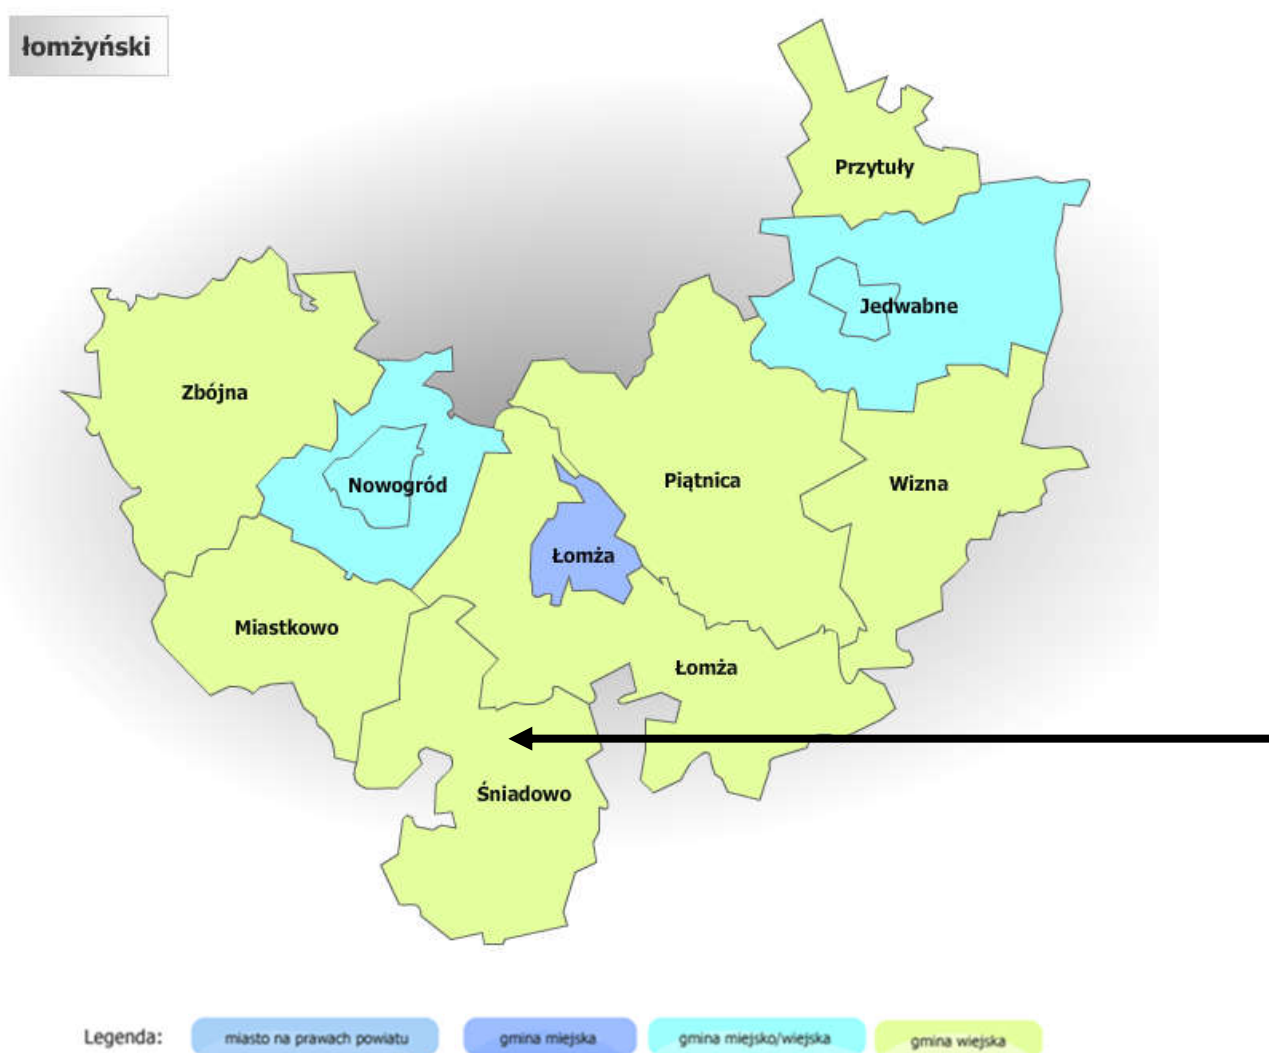 łomżyński
Przytuły
Jedwabne
Zbójna
Nowogród
Piątnica
Wizna
Łomża
Miastkowo
Łomża
Śniadowo
Legenda: miasto na prawach powiatu gmina miejska gmina miejsko/wiejska gmina wiejska